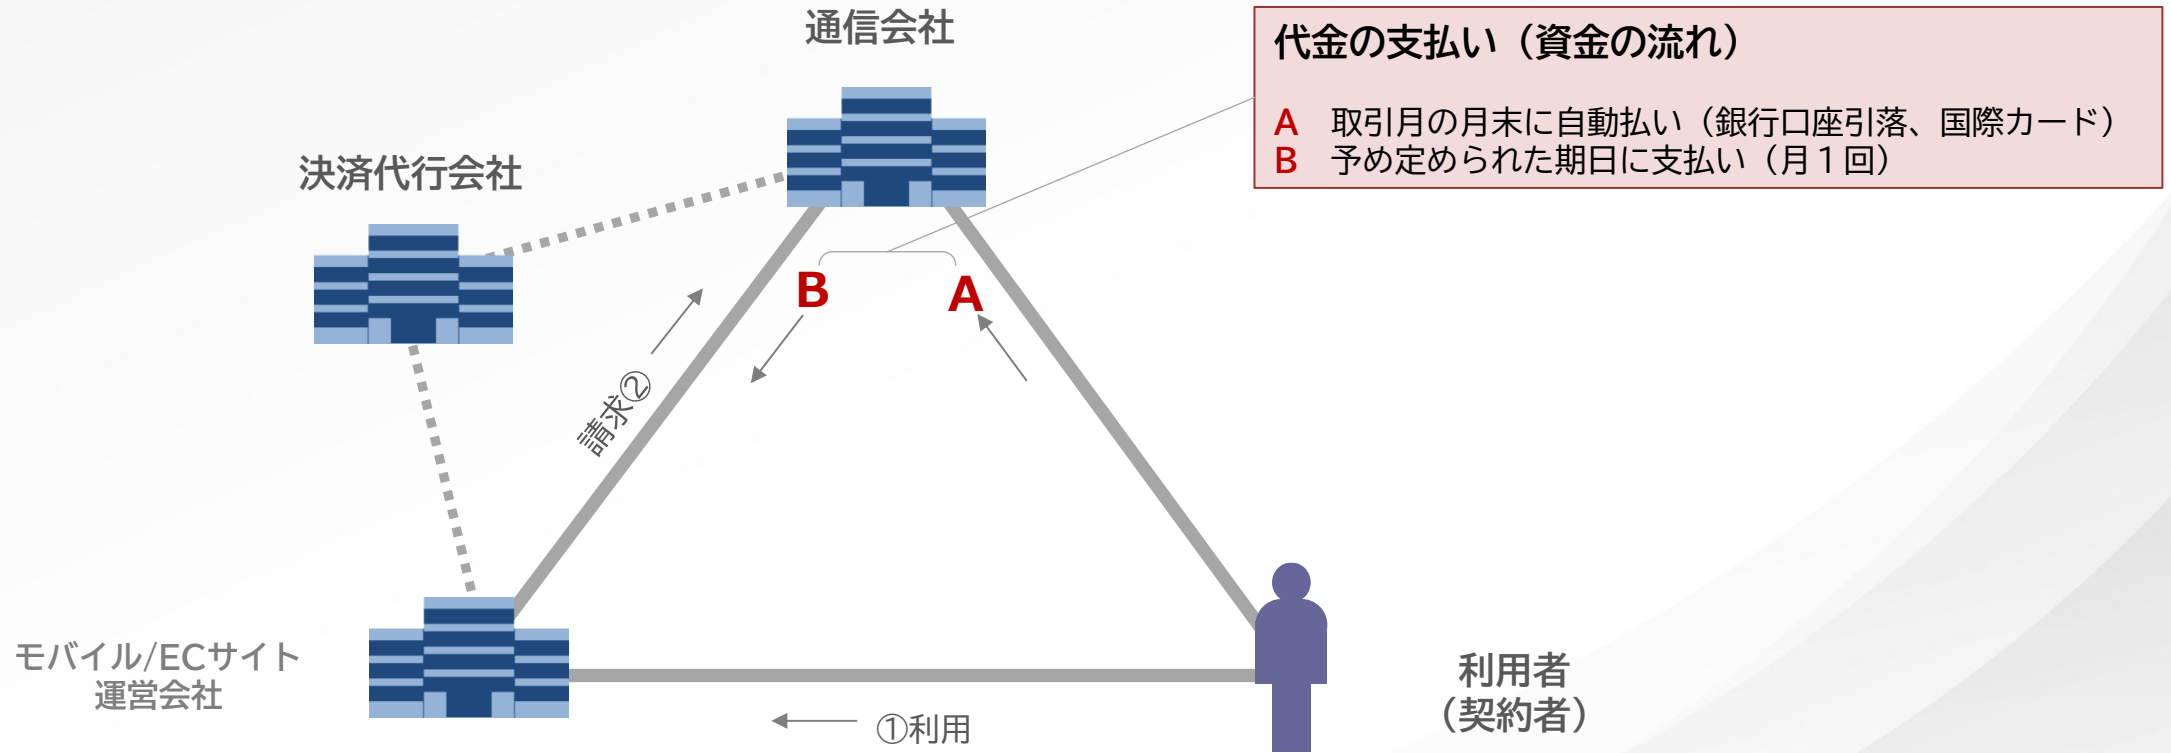 通信会社
代金の支払い（資金の流れ）
A 取引月の月末に自動払い（銀行口座引落、国際カード）
B 予め定められた期日に支払い（月１回）
決済代行会社
B
A
請求②
モバイル/ECサイト
運営会社
利用者
（契約者）
①利用